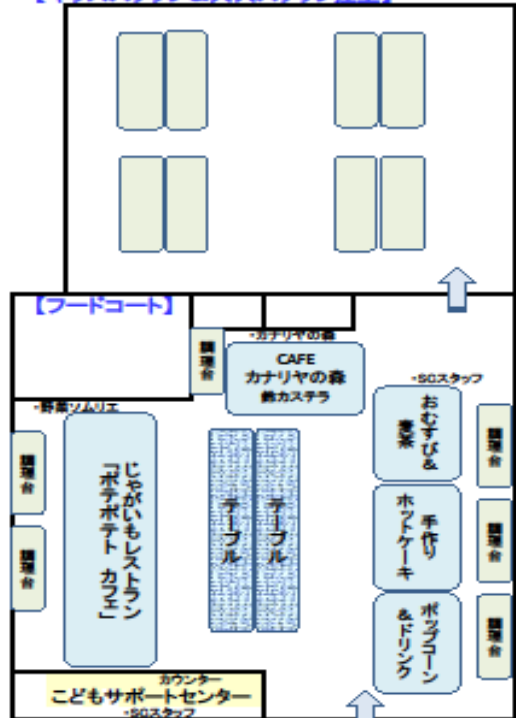 【フードコート】
・カナリヤの森
調理台
CAFE
カナリヤの森
鈴カステラ
・SCスタッフ
おむすび&
麦茶
調理台
・野菜ソムリエ
調理台
調理台
じゃがいもレストラン
「ポテポテト カフェ」
テーブル
テーブル
手作り
ホットケーキ
調理台
ポップコーン
&ドリンク
調理台
カウンター
こどもサポートセンター
・SCスタッフ